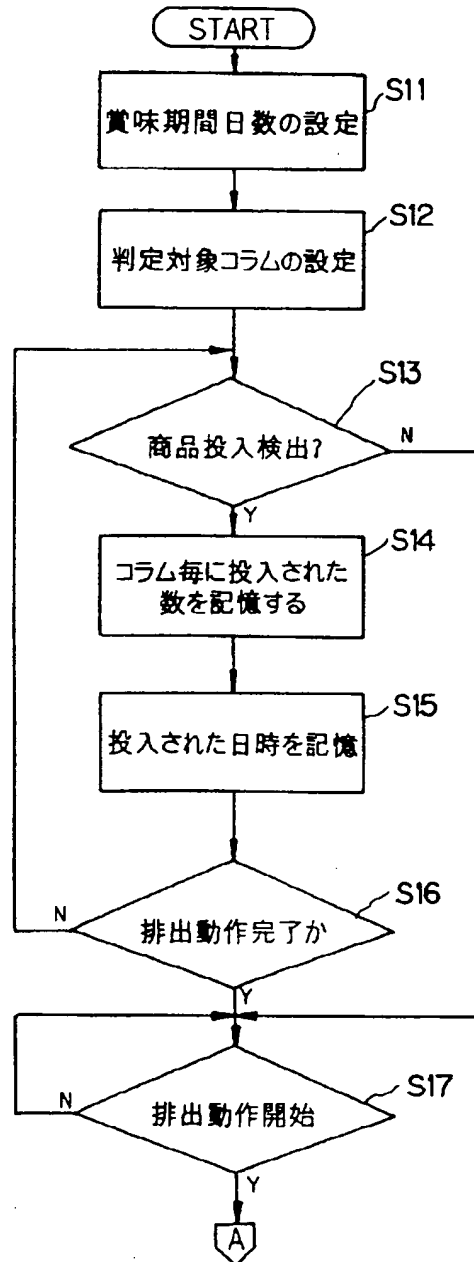 START
S11
賞味期間日数の設定
S12
判定対象コラムの設定
S13
商品投入検出?
N
Y
S14
コラム毎に投入された
数を記憶する
S15
投入された日時を記憶
S16
N
排出動作完了か
Y
S17
N
排出動作開始
Y
A